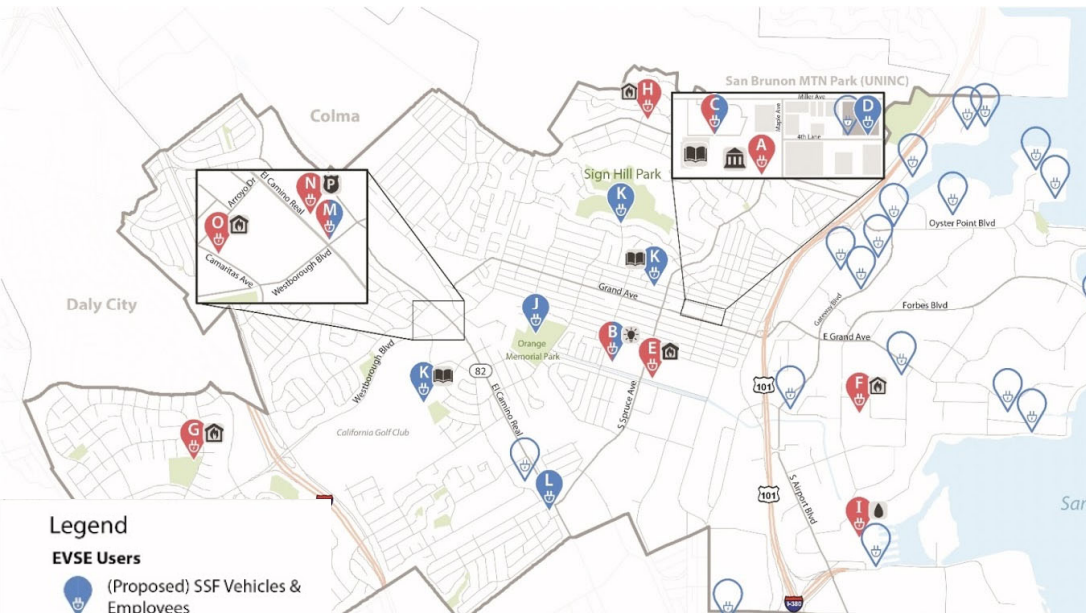 San Brunon MTN Park (UNINC)
Colma
H
C
Miller Ave
D
Maple Ave
4th Lane
A
N
P
El Camino Real
Arroyo Dr
M
O
Camaritas Ave
Westborough Blvd
Sign Hill Park
K
K
Oyster Point Blvd
Grand Ave
Gateway Blvd
Forbes Blvd
Daly City
J
Orange
Memorial Park
B
E
E Grand Ave
82
Westborough Blvd
K
101
F
El Camino Real
S Spruce Ave
California Golf Club
G
L
101
S Airport Blvd
I
San
I-380
Legend
EVSE Users
(Proposed) SSF Vehicles &
Employees